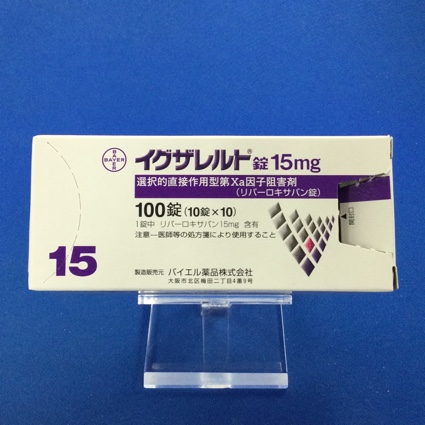 BAYER
BAYER
イグザレルト®錠 15mg
選択的直接作用型第Xa因子阻害剤
(リバーロキサバン錠)
100錠 (10錠×10)
1錠中 リバーロキサバン15mg 含有
注意—医師等の処方箋により使用すること
開封口
15
製造販売元 バイエル薬品株式会社
大阪市北区梅田二丁目4番9号